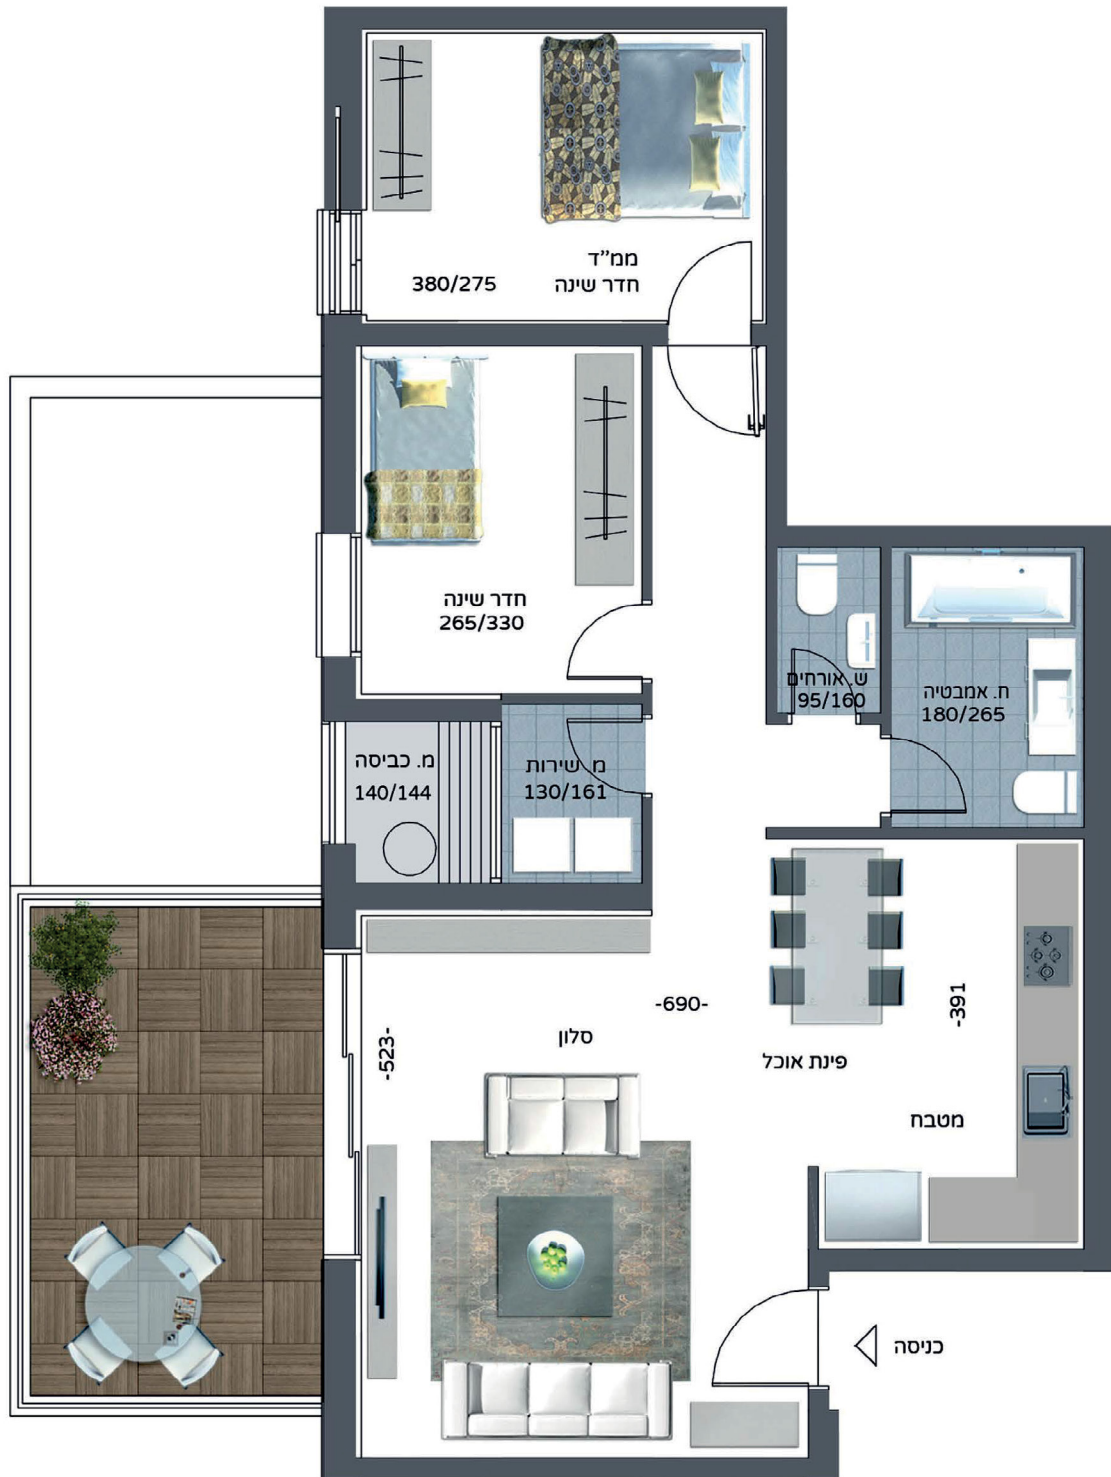 ממ"ד
חדר שינה 380/275
חדר שינה
265/330
ש. אורחים
95/160
ח. אמבטיה
180/265
מ. כביסה
140/144
מ. שירות
130/161
-690-
-391-
-523-
סלון
פינת אוכל
מטבח
כניסה